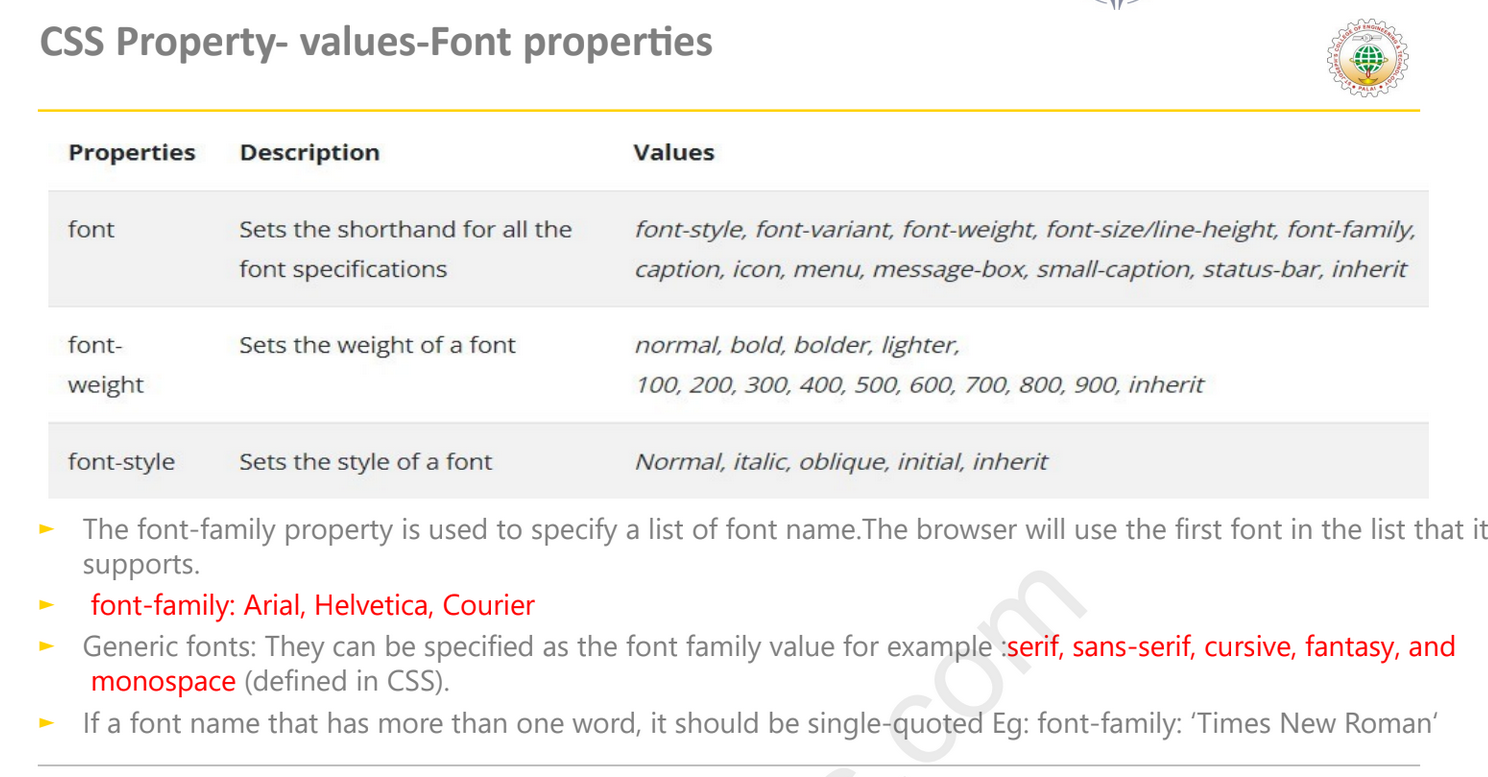 CSS Property- values-Font properties
ST. JOSEPH'S COLLEGE OF ENGINEERING & TECHNOLOGY
PALAI
Properties Description Values
font Sets the shorthand for all the font-style, font-variant, font-weight, font-size/line-height, font-family,
font specifications caption, icon, menu, message-box, small-caption, status-bar, inherit
font- Sets the weight of a font normal, bold, bolder, lighter,
weight 100, 200, 300, 400, 500, 600, 700, 800, 900, inherit
font-style Sets the style of a font Normal, italic, oblique, initial, inherit
► The font-family property is used to specify a list of font name.The browser will use the first font in the list that it
supports.
► font-family: Arial, Helvetica, Courier
► Generic fonts: They can be specified as the font family value for example :serif, sans-serif, cursive, fantasy, and
monospace (defined in CSS).
► If a font name that has more than one word, it should be single-quoted Eg: font-family: ‘Times New Roman‘